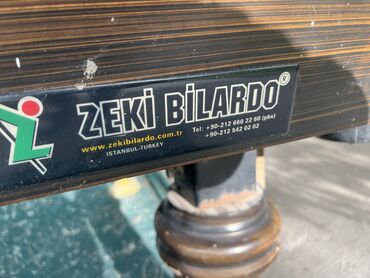 ZEKİ BİLARDO®
www.zekibilardo.com.tr
ISTANBUL-TURKEY
Tel: +90-212 660 22 60 (pbx)
+90-212 542 02 02